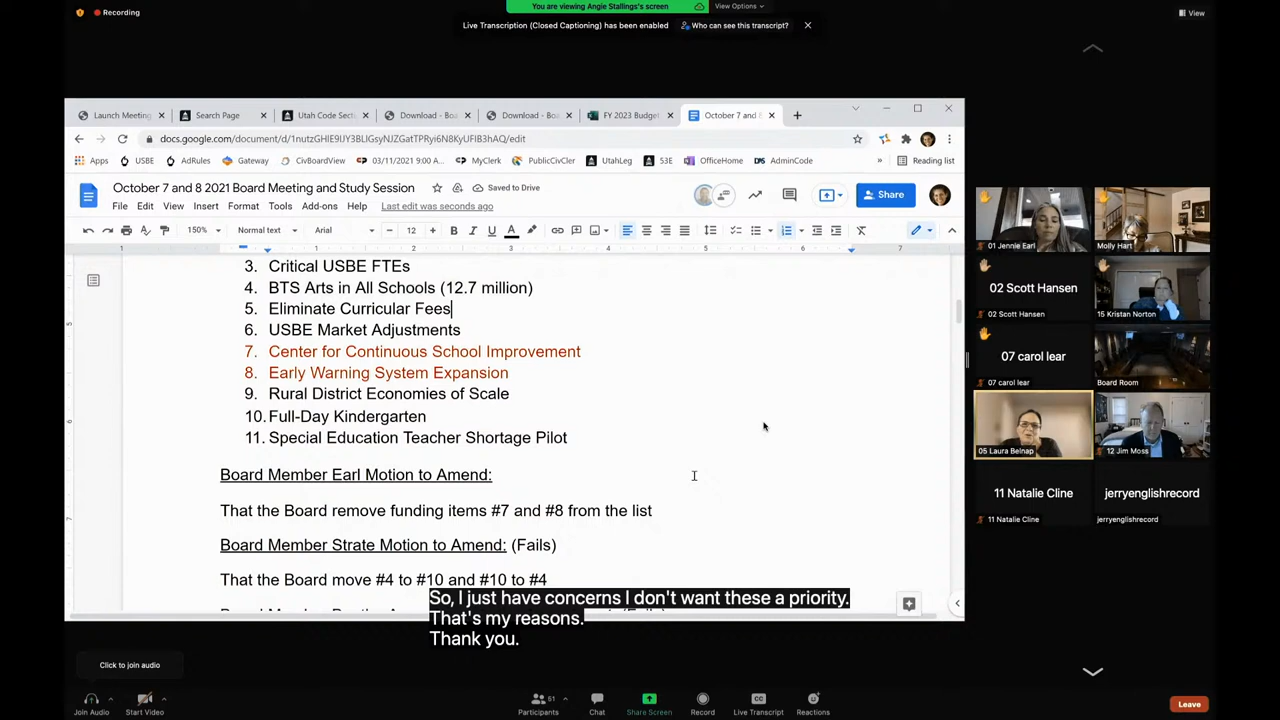 Recording
You are viewing Angie Stallings's screen
View Options
View
Live Transcription (Closed Captioning) has been enabled
Who can see this transcript?
Launch Meeting
Search Page
Utah Code Secti
Download - Boa
Download - Boa
FY 2023 Budget
October 7 and 8
docs.google.com/document/d/1nutzGHIE9UY3BLJGsyNJZGatTPRyi6N8KyUFIB3hAQ/edit
Apps
USBE
AdRules
Gateway
CivBoardVIEW
03/11/2021 9:00 A...
MyClerk
PublicCivCler
UtahLeg
53E
OfficeHome
AdminCode
Reading list
October 7 and 8 2021 Board Meeting and Study Session
Saved to Drive
Share
File Edit View Insert Format Tools Add-ons Help
Last edit was seconds ago
150% Normal text Arial 12
1 1 2 3 4 5 6 7
3. Critical USBE FTEs
4. BTS Arts in All Schools (12.7 million)
5. Eliminate Curricular Fees
6. USBE Market Adjustments
7. Center for Continuous School Improvement
8. Early Warning System Expansion
9. Rural District Economies of Scale
10. Full-Day Kindergarten
11. Special Education Teacher Shortage Pilot
Board Member Earl Motion to Amend:
That the Board remove funding items #7 and #8 from the list
Board Member Strate Motion to Amend: (Fails)
That the Board move #4 to #10 and #10 to #4
So, I just have concerns I don't want these a priority.
That's my reasons.
Thank you.
01 Jennie Earl
Molly Hart
02 Scott Hansen
02 Scott Hansen
15 Kristan Norton
07 carol lear
07 carol lear
Board Room
05 Laura Belnap
12 Jim Moss
11 Natalie Cline
11 Natalie Cline
jerryenglishrecord
jerryenglishrecord
Click to join audio
Join Audio
Start Video
61
Participants
Chat
Share Screen
Record
Live Transcript
Reactions
Leave